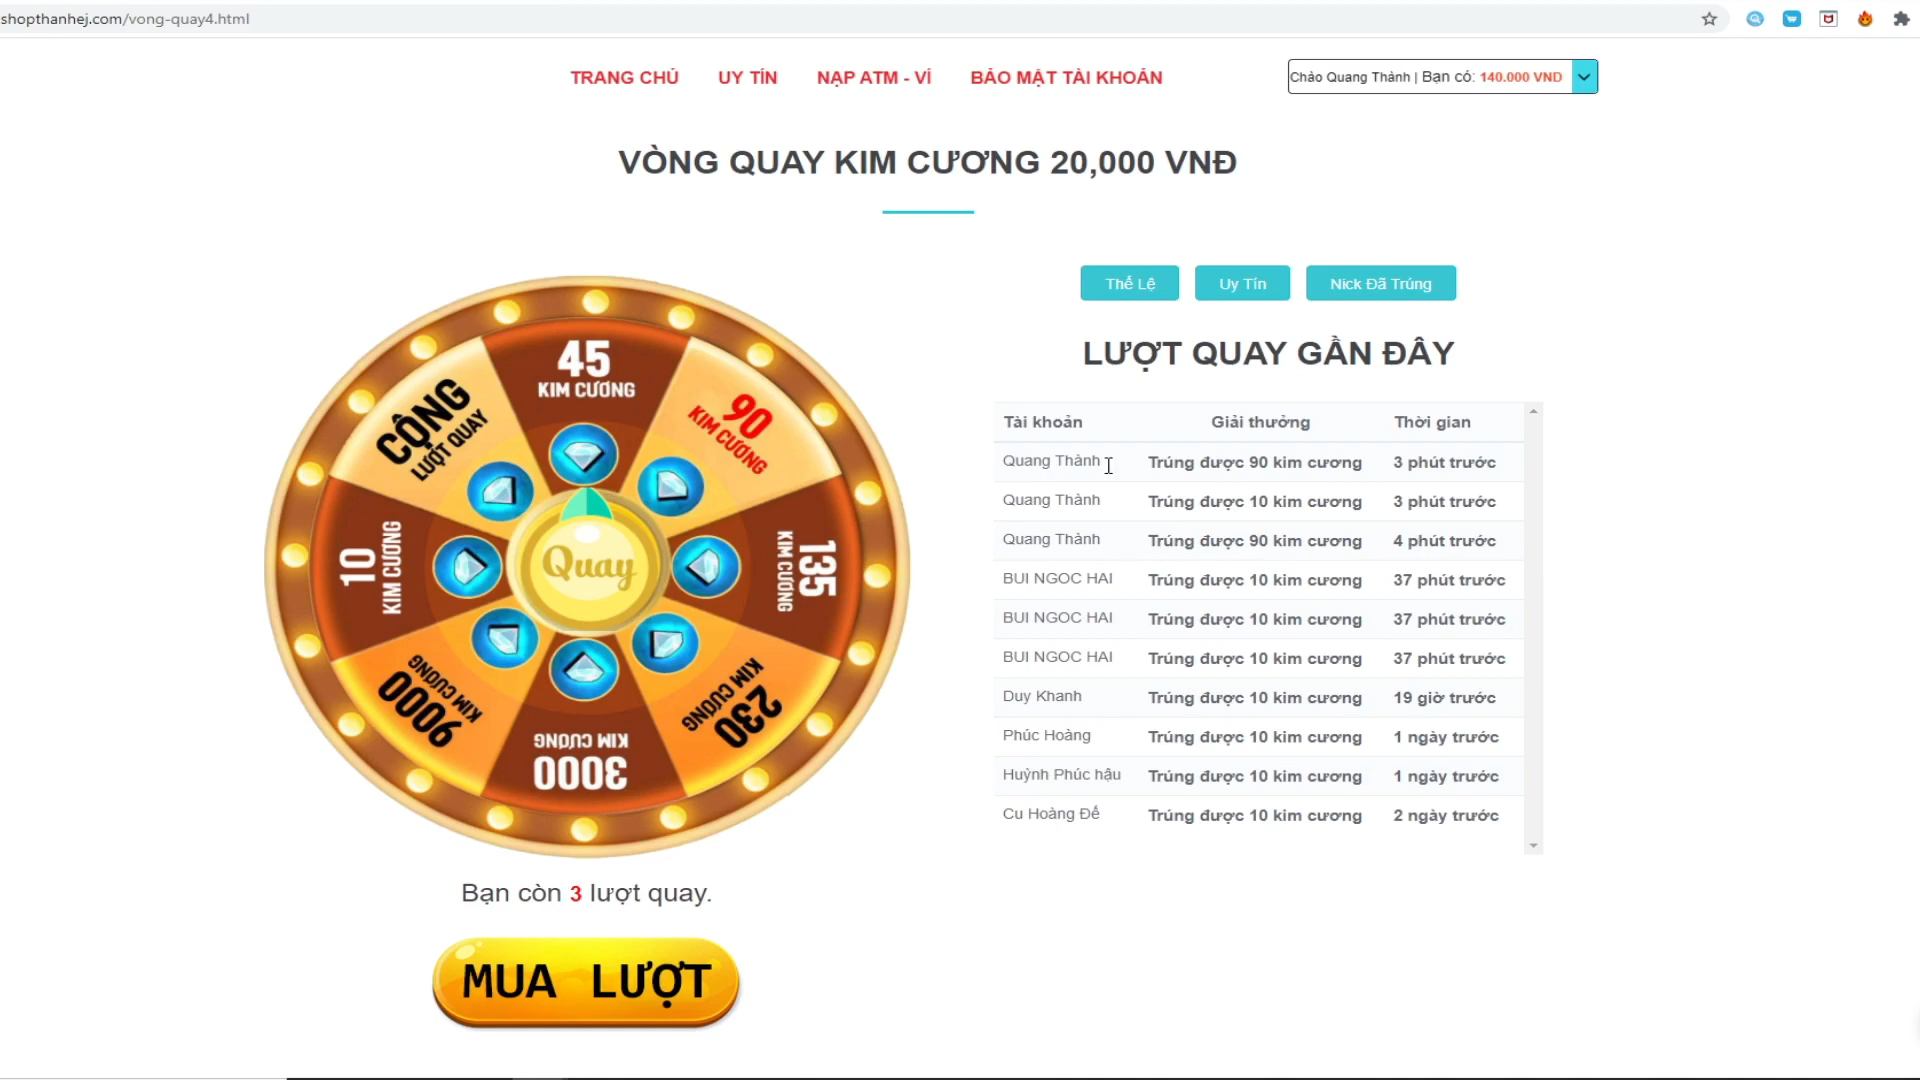 shopthanhej.com/vong-quay4.html
TRANG CHỦ UY TÍN NẠP ATM - VÍ BẢO MẬT TÀI KHOẢN
Chào Quang Thành | Bạn có: 140.000 VND
VÒNG QUAY KIM CƯƠNG 20,000 VNĐ
Thể Lệ Uy Tín Nick Đã Trúng
LƯỢT QUAY GẦN ĐÂY
45
KIM CƯƠNG
90
KIM CƯƠNG
135
KIM CƯƠNG
230
KIM CƯƠNG
3000
KIM CƯƠNG
9000
KIM CƯƠNG
10
KIM CƯƠNG
CỘNG
LƯỢT QUAY
Quay
Tài khoản Giải thưởng Thời gian
Quang Thành Trúng được 90 kim cương 3 phút trước
Quang Thành Trúng được 10 kim cương 3 phút trước
Quang Thành Trúng được 90 kim cương 4 phút trước
BUI NGOC HAI Trúng được 10 kim cương 37 phút trước
BUI NGOC HAI Trúng được 10 kim cương 37 phút trước
BUI NGOC HAI Trúng được 10 kim cương 37 phút trước
Duy Khanh Trúng được 10 kim cương 19 giờ trước
Phúc Hoàng Trúng được 10 kim cương 1 ngày trước
Huỳnh Phúc hậu Trúng được 10 kim cương 1 ngày trước
Cu Hoàng Đế Trúng được 10 kim cương 2 ngày trước
Bạn còn 3 lượt quay.
MUA LƯỢT